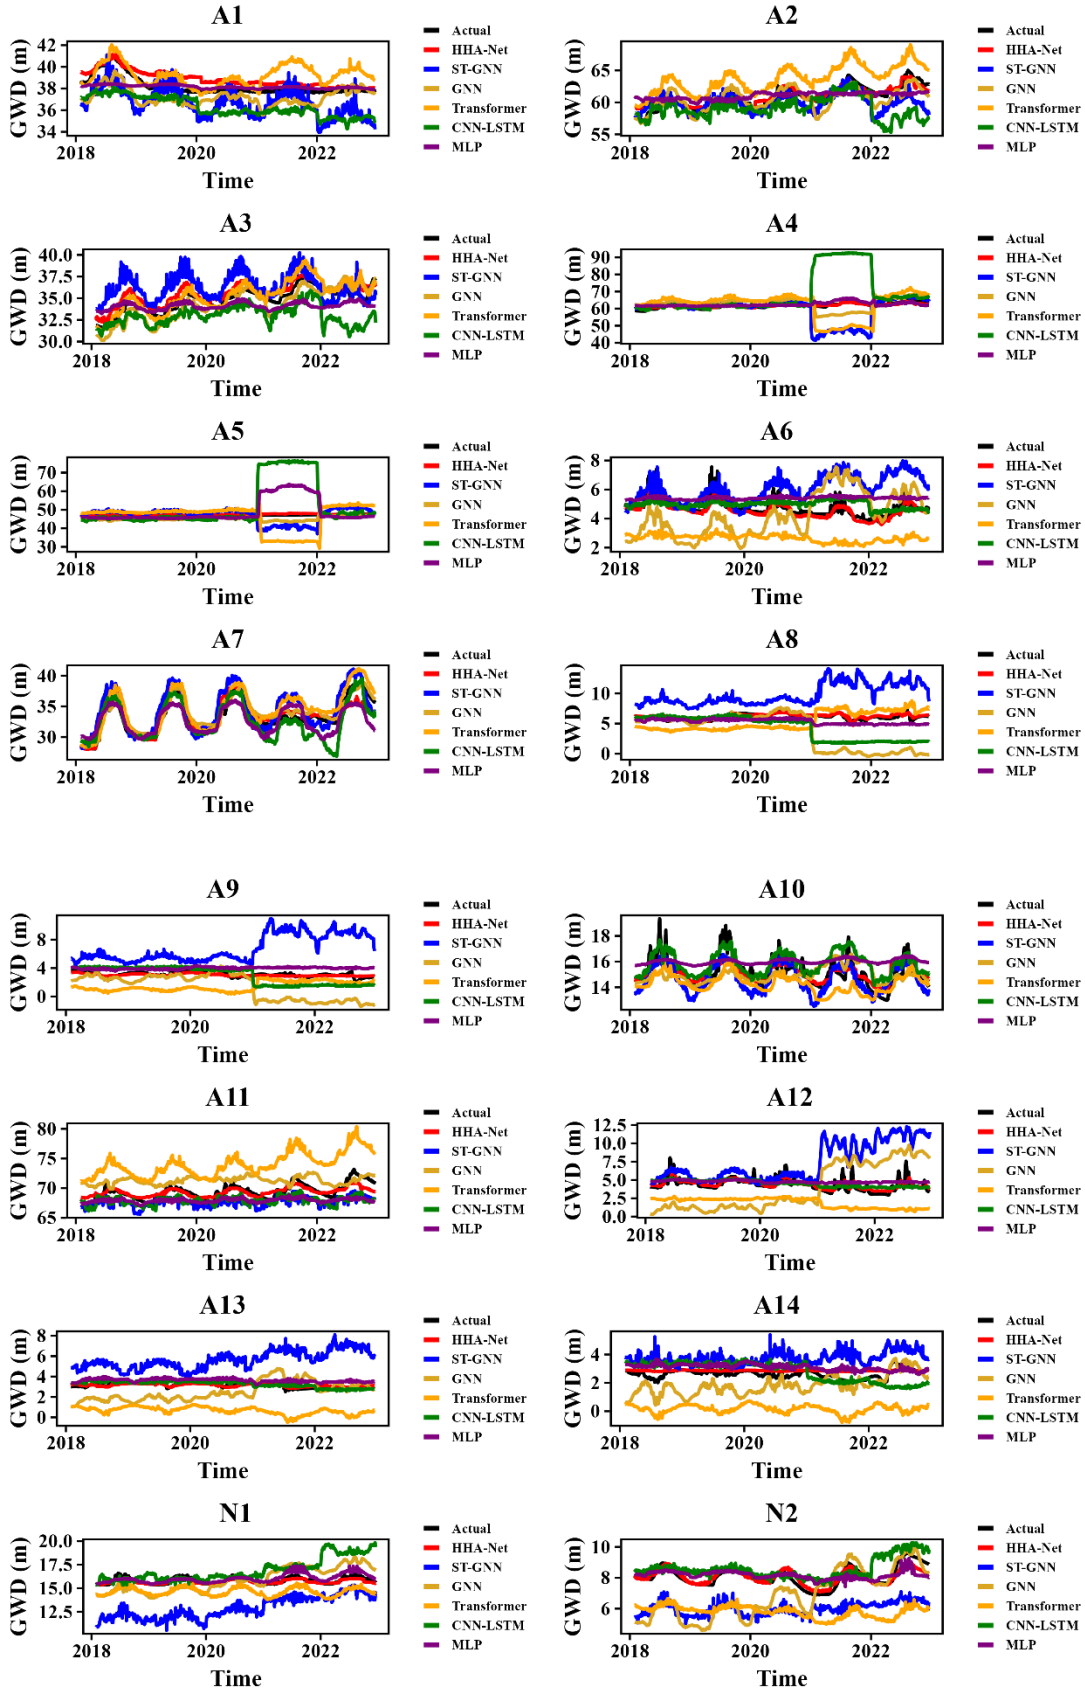 A1
GWD (m)
42
40
38
36
34
2018
2020
2022
Time
Actual
HHA-Net
ST-GNN
GNN
Transformer
CNN-LSTM
MLP
A2
GWD (m)
65
60
55
2018
2020
2022
Time
Actual
HHA-Net
ST-GNN
GNN
Transformer
CNN-LSTM
MLP
A3
GWD (m)
40.0
37.5
35.0
32.5
30.0
2018
2020
2022
Time
Actual
HHA-Net
ST-GNN
GNN
Transformer
CNN-LSTM
MLP
A4
GWD (m)
90
80
70
60
50
40
2018
2020
2022
Time
Actual
HHA-Net
ST-GNN
GNN
Transformer
CNN-LSTM
MLP
A5
GWD (m)
70
60
50
40
30
2018
2020
2022
Time
Actual
HHA-Net
ST-GNN
GNN
Transformer
CNN-LSTM
MLP
A6
GWD (m)
8
6
4
2
2018
2020
2022
Time
Actual
HHA-Net
ST-GNN
GNN
Transformer
CNN-LSTM
MLP
A7
GWD (m)
40
35
30
2018
2020
2022
Time
Actual
HHA-Net
ST-GNN
GNN
Transformer
CNN-LSTM
MLP
A8
GWD (m)
10
5
0
2018
2020
2022
Time
Actual
HHA-Net
ST-GNN
GNN
Transformer
CNN-LSTM
MLP
A9
GWD (m)
8
4
0
2018
2020
2022
Time
Actual
HHA-Net
ST-GNN
GNN
Transformer
CNN-LSTM
MLP
A10
GWD (m)
18
16
14
2018
2020
2022
Time
Actual
HHA-Net
ST-GNN
GNN
Transformer
CNN-LSTM
MLP
A11
GWD (m)
80
75
70
65
2018
2020
2022
Time
Actual
HHA-Net
ST-GNN
GNN
Transformer
CNN-LSTM
MLP
A12
GWD (m)
12.5
10.0
7.5
5.0
2.5
0.0
2018
2020
2022
Time
Actual
HHA-Net
ST-GNN
GNN
Transformer
CNN-LSTM
MLP
A13
GWD (m)
8
6
4
2
0
2018
2020
2022
Time
Actual
HHA-Net
ST-GNN
GNN
Transformer
CNN-LSTM
MLP
A14
GWD (m)
4
2
0
2018
2020
2022
Time
Actual
HHA-Net
ST-GNN
GNN
Transformer
CNN-LSTM
MLP
N1
GWD (m)
20.0
17.5
15.0
12.5
2018
2020
2022
Time
Actual
HHA-Net
ST-GNN
GNN
Transformer
CNN-LSTM
MLP
N2
GWD (m)
10
8
6
2018
2020
2022
Time
Actual
HHA-Net
ST-GNN
GNN
Transformer
CNN-LSTM
MLP